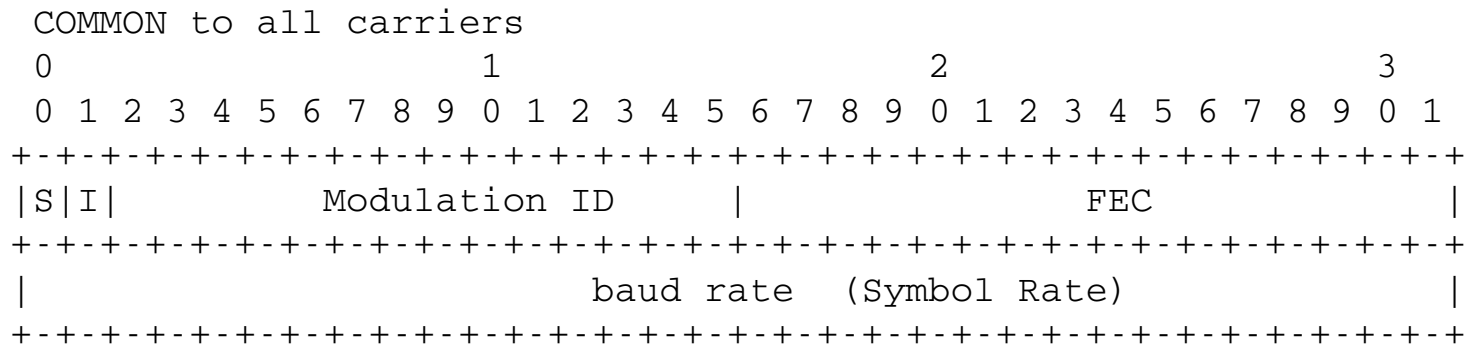 COMMON to all carriers
0                   1                   2                   3
0 1 2 3 4 5 6 7 8 9 0 1 2 3 4 5 6 7 8 9 0 1 2 3 4 5 6 7 8 9 0 1
+-+-+-+-+-+-+-+-+-+-+-+-+-+-+-+-+-+-+-+-+-+-+-+-+-+-+-+-+-+-+-+-+
|S|I|         Modulation ID     |               FEC             |
+-+-+-+-+-+-+-+-+-+-+-+-+-+-+-+-+-+-+-+-+-+-+-+-+-+-+-+-+-+-+-+-+
|                         baud rate  (Symbol Rate)              |
+-+-+-+-+-+-+-+-+-+-+-+-+-+-+-+-+-+-+-+-+-+-+-+-+-+-+-+-+-+-+-+-+